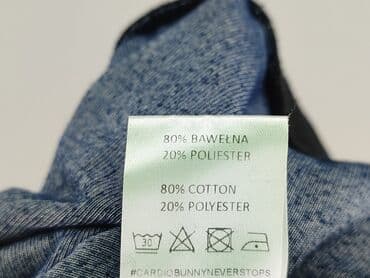 80% BAWEŁNA
20% POLIESTER
80% COTTON
20% POLYESTER
30
#CARDIOBUNNYNEVERSTOPS